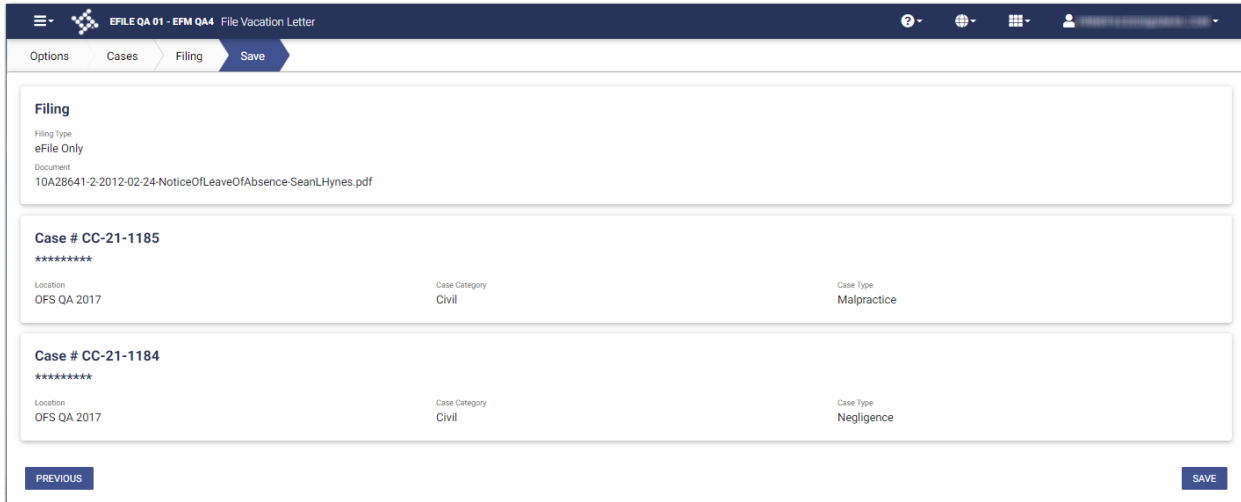 EFILE QA 01 - EFM QA4 File Vacation Letter
Options Cases Filing Save
Filing
Filing Type
eFile Only
Document
10A28641-2-2012-02-24-NoticeOfLeaveOfAbsence-SeanLHynes.pdf
Case # CC-21-1185
*********
Location Case Category Case Type
OFS QA 2017 Civil Malpractice
Case # CC-21-1184
*********
Location Case Category Case Type
OFS QA 2017 Civil Negligence
PREVIOUS SAVE